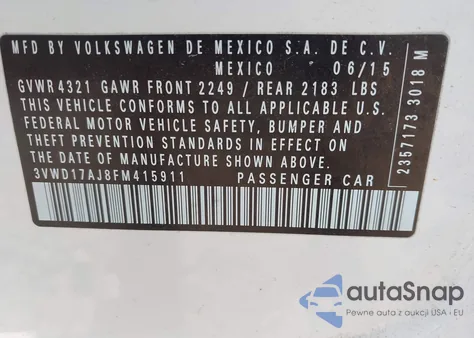 MFD BY VOLKSWAGEN DE MEXICO S.A. DE C.V.
MEXICO 06/15
GVWR 4321 GAWR FRONT 2249 / REAR 2183 LBS
THIS VEHICLE CONFORMS TO ALL APPLICABLE U.S.
FEDERAL MOTOR VEHICLE SAFETY, BUMPER AND
THEFT PREVENTION STANDARDS IN EFFECT ON THE
DATE OF MANUFACTURE SHOWN ABOVE.
3VWD17AJ8FM415911 PASSENGER CAR
2357173 3018 M
autoSnap
Pewne auta z aukcji USA i EU